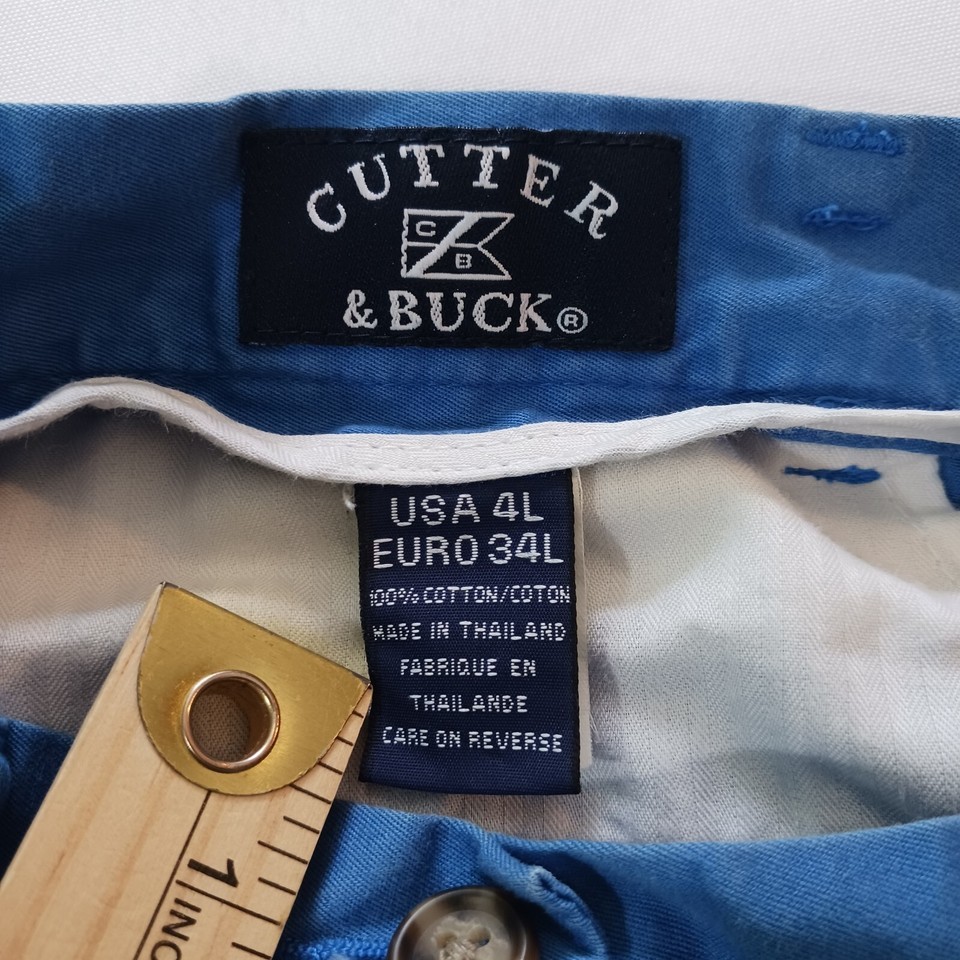 CUTTER
C
B
& BUCK®
USA 4L
EURO 34L
100% COTTON/COTON
MADE IN THAILAND
FABRIQUE EN
THAILANDE
CARE ON REVERSE
1
INC